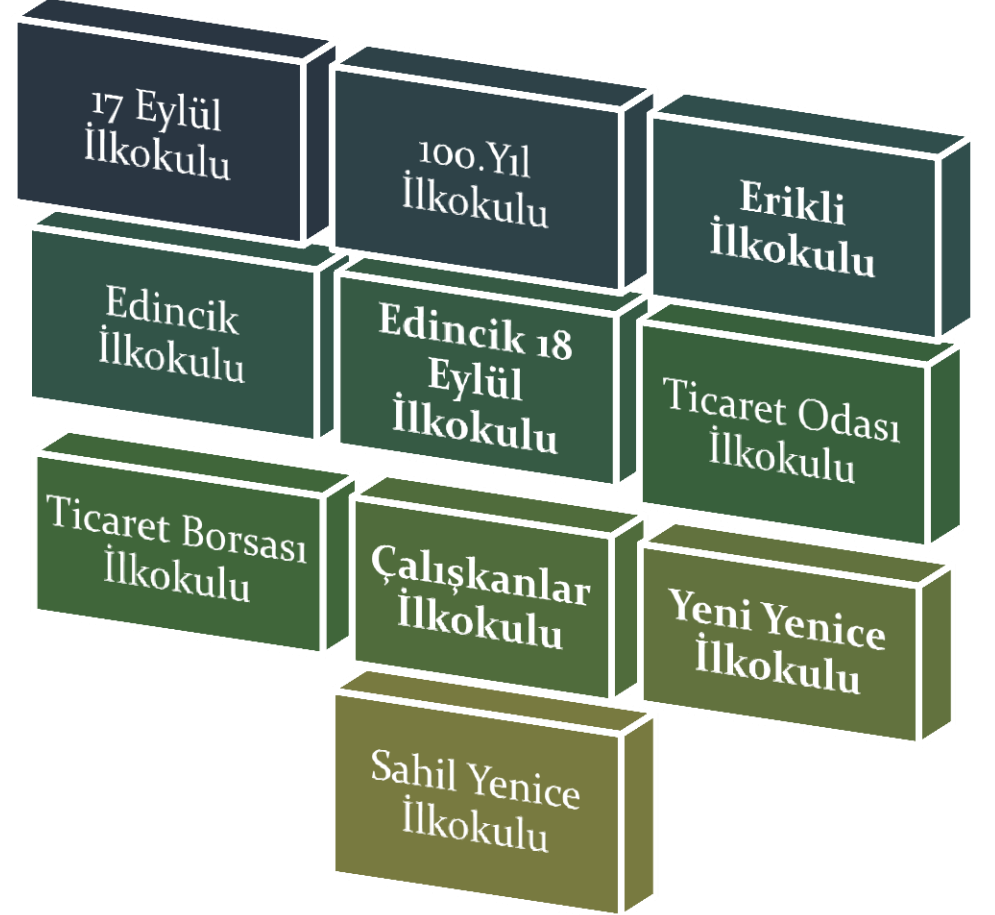 17 Eylül
İlkokulu
100.Yıl
İlkokulu
Erikli
İlkokulu
Edincik
İlkokulu
Edincik 18
Eylül
İlkokulu
Ticaret Odası
İlkokulu
Ticaret Borsası
İlkokulu
Çalışkanlar
İlkokulu
Yeni Yenice
İlkokulu
Sahil Yenice
İlkokulu